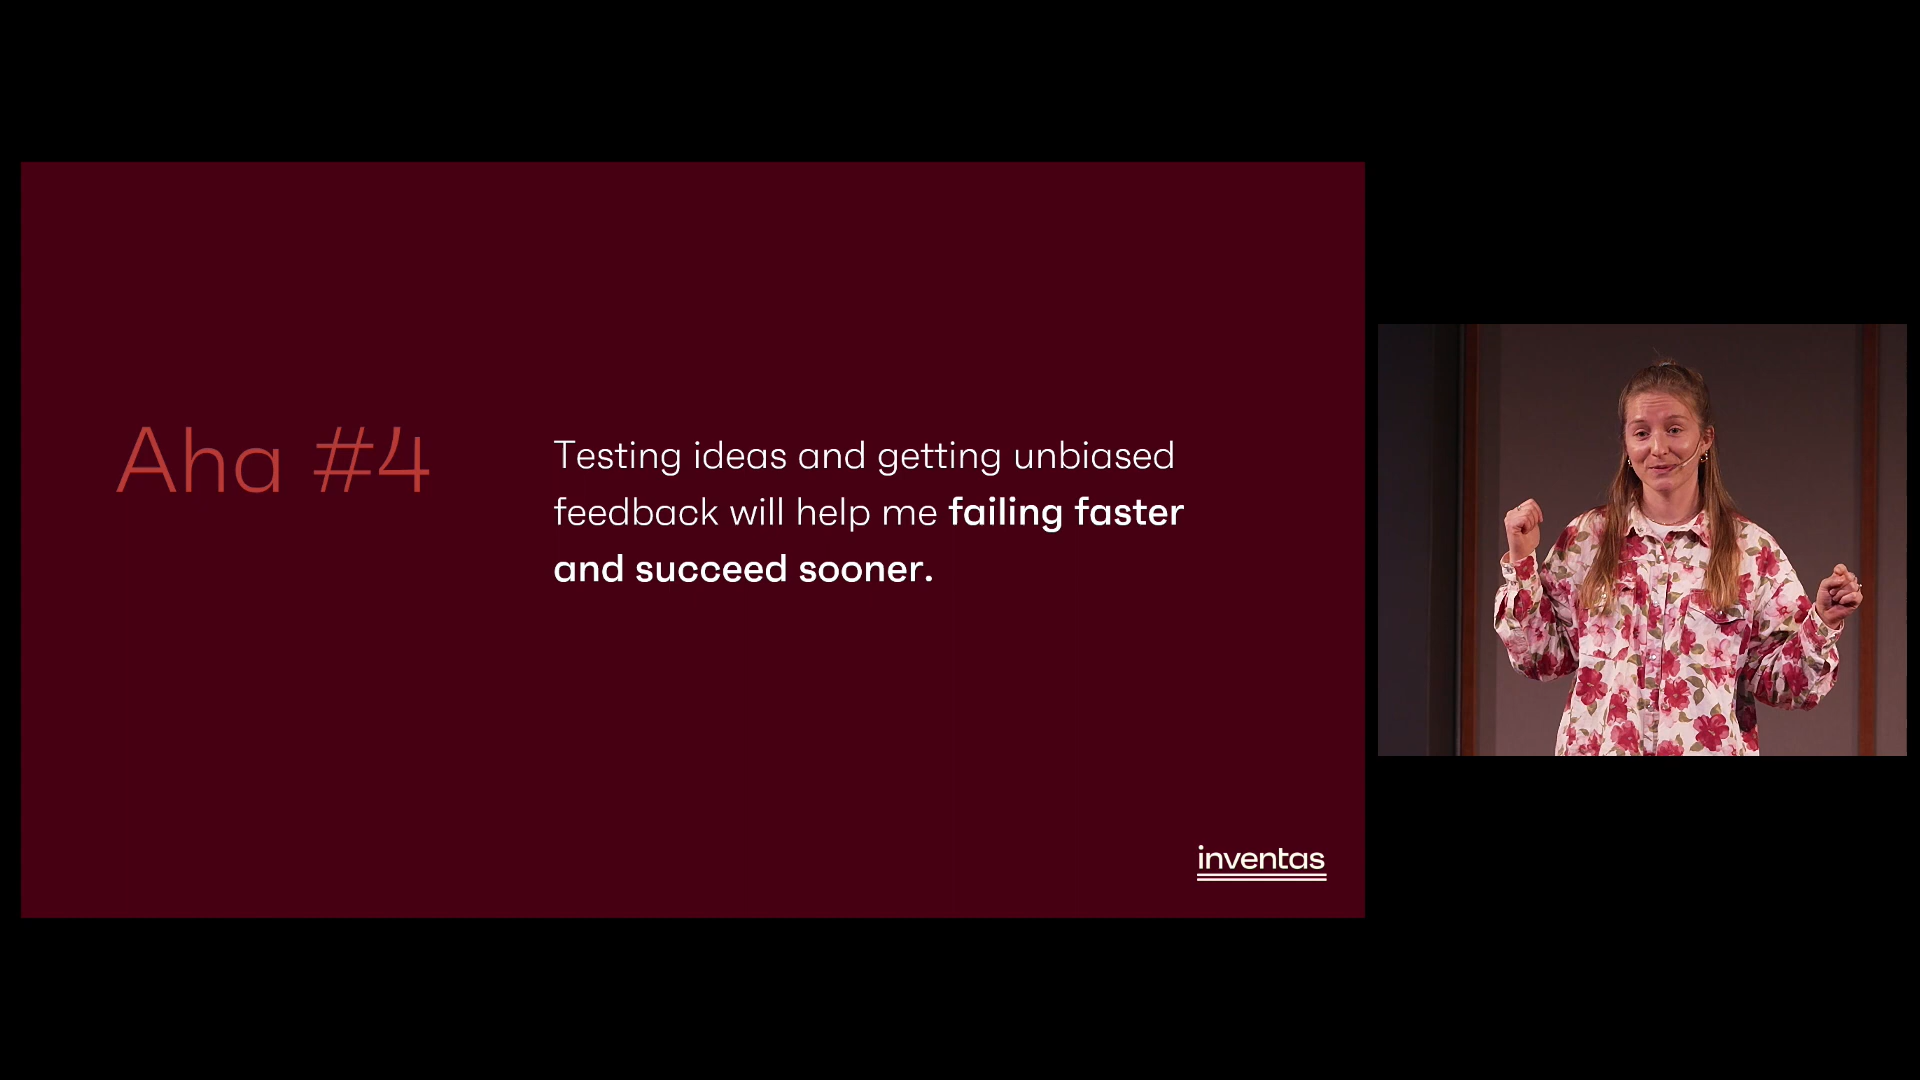 Aha #4
Testing ideas and getting unbiased
feedback will help me failing faster
and succeed sooner.
inventas